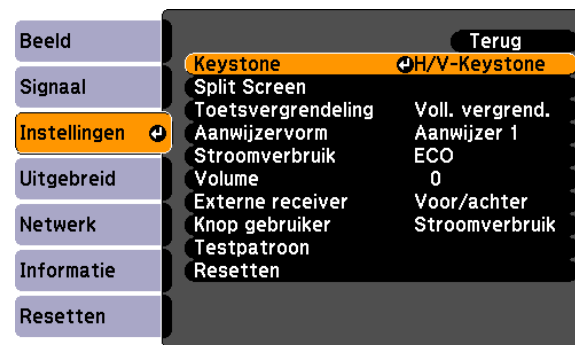 Beeld
Signaal
Instellingen
Uitgebreid
Netwerk
Informatie
Resetten
Terug
Keystone H/V-Keystone
Split Screen
Toetsvergrendeling Voll. vergrend.
Aanwijzervorm Aanwijzer 1
Stroomverbruik ECO
Volume 0
Externe receiver Voor/achter
Knop gebruiker Stroomverbruik
Testpatroon
Resetten